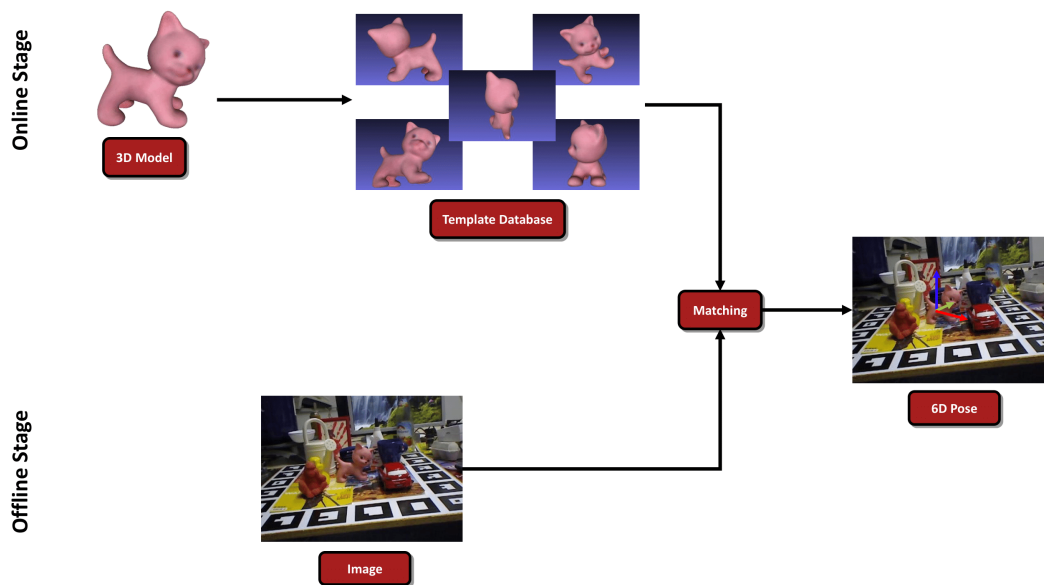 Online Stage
3D Model
Template Database
Matching
6D Pose
Offline Stage
Image